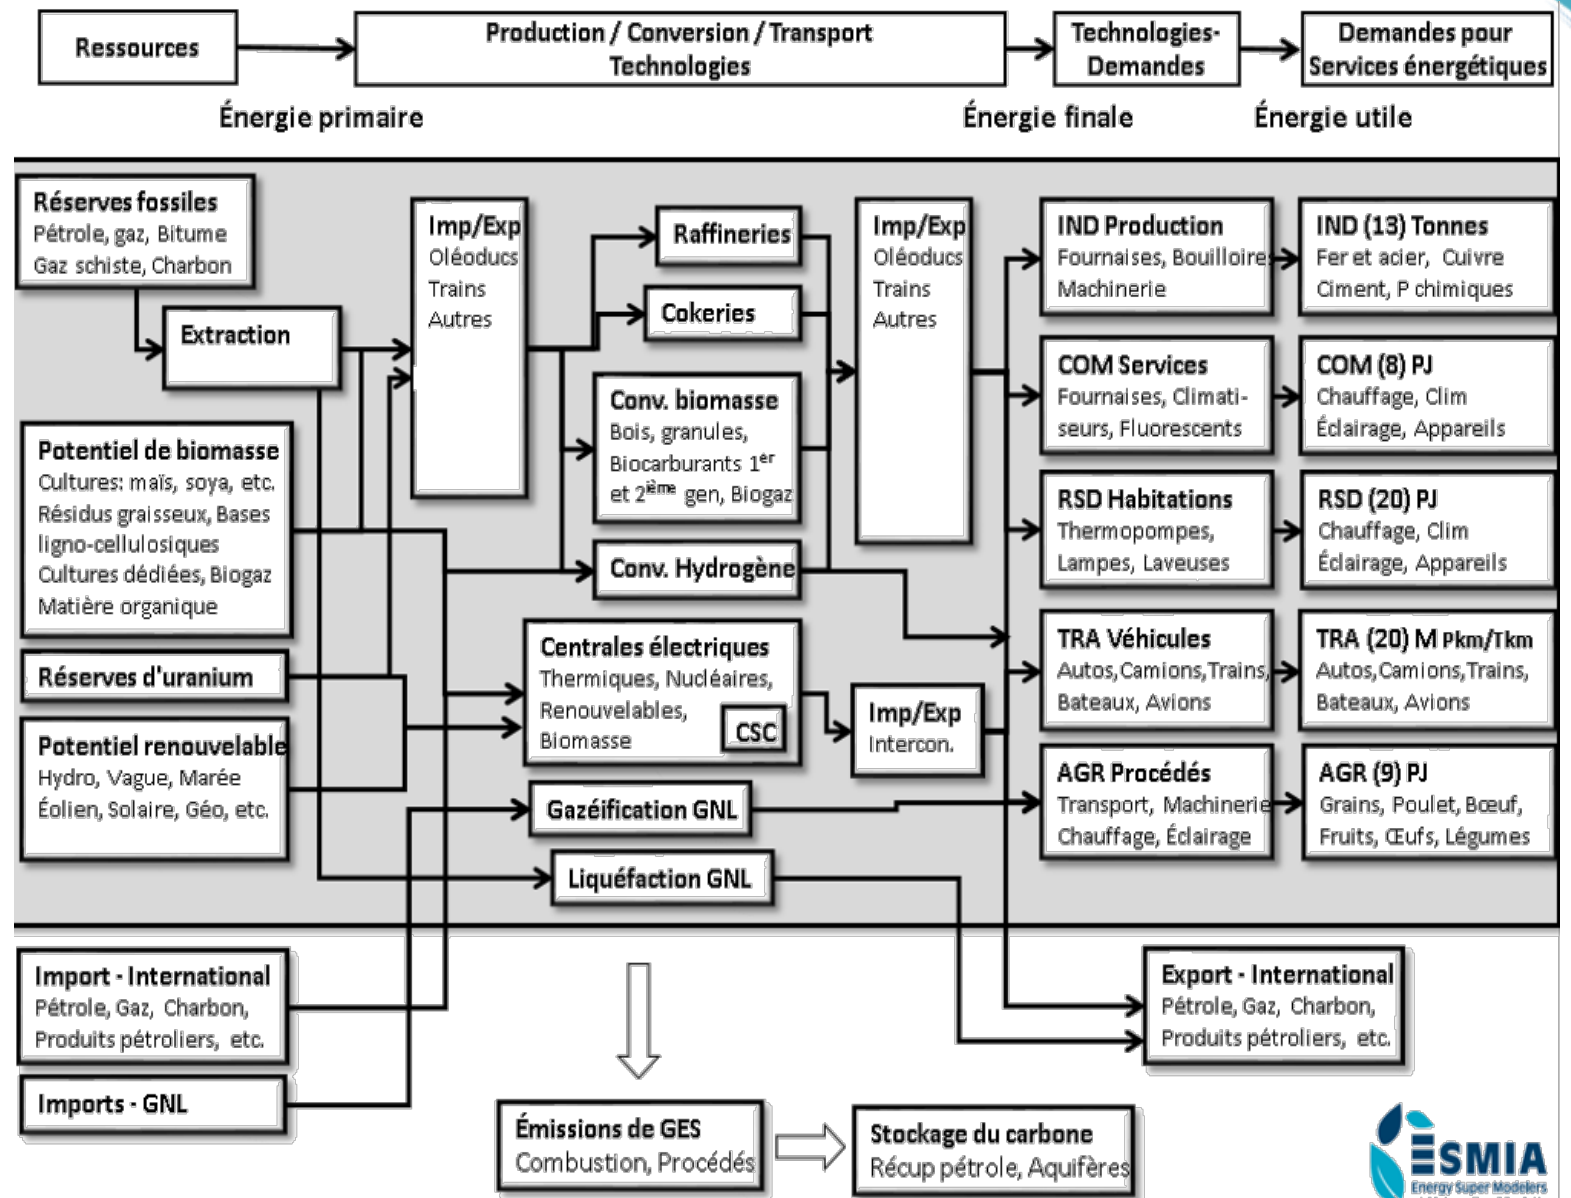 Ressources
Production / Conversion / Transport
Technologies
Technologies-
Demandes
Demandes pour
Services énergétiques
Énergie primaire
Énergie finale
Énergie utile
Réserves fossiles
Pétrole, gaz, Bitume
Gaz schiste, Charbon
Extraction
Potentiel de biomasse
Cultures: maïs, soya, etc.
Résidus graisseux, Bases
ligno-cellulosiques
Cultures dédiées, Biogaz
Matière organique
Réserves d'uranium
Potentiel renouvelable
Hydro, Vague, Marée
Éolien, Solaire, Géo, etc.
Imp/Exp
Oléoducs
Trains
Autres
Raffineries
Cokeries
Conv. biomasse
Bois, granules,
Biocarburants 1er
et 2ième gen, Biogaz
Conv. Hydrogène
Centrales électriques
Thermiques, Nucléaires,
Renouvelables,
Biomasse
CSC
Gazéification GNL
Liquéfaction GNL
Imp/Exp
Oléoducs
Trains
Autres
Imp/Exp
Intercon.
IND Production
Fournaises, Bouilloire
Machinerie
COM Services
Fournaises, Climati-
seurs, Fluorescents
RSD Habitations
Thermopompes,
Lampes, Laveuses
TRA Véhicules
Autos,Camions,Trains,
Bateaux, Avions
AGR Procédés
Transport, Machinerie
Chauffage, Éclairage
IND (13) Tonnes
Fer et acier, Cuivre
Ciment, P chimiques
COM (8) PJ
Chauffage, Clim
Éclairage, Appareils
RSD (20) PJ
Chauffage, Clim
Éclairage, Appareils
TRA (20) M Pkm/Tkm
Autos,Camions,Trains,
Bateaux, Avions
AGR (9) PJ
Grains, Poulet, Bœuf,
Fruits, Œufs, Légumes
Import - International
Pétrole, Gaz, Charbon,
Produits pétroliers, etc.
Imports - GNL
Export - International
Pétrole, Gaz, Charbon,
Produits pétroliers, etc.
Émissions de GES
Combustion, Procédés
Stockage du carbone
Récup pétrole, Aquifères
ESMIA
Energy Super Modelers